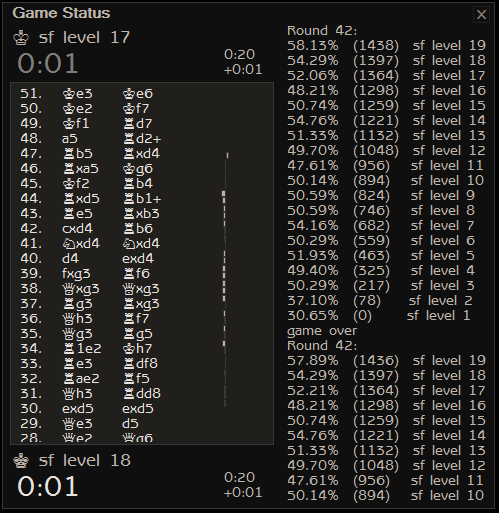 Game Status
X
♔ sf level 17
0:01
0:20
+0:01
51. ♔e3 ♔e6
50. ♔e2 ♔f7
49. ♔f1 ♖d7
48. a5 ♖d2+
47. ♖b5 ♖xd4
46. ♖xa5 ♔g6
45. ♔f2 ♖b4
44. ♖xd5 ♖b1+
43. ♖e5 ♖xb3
42. cxd4 ♖b6
41. ♘xd4 ♘xd4
40. d4 exd4
39. fxg3 ♖f6
38. ♕xg3 ♕xg3
37. ♖g3 ♖xg3
36. ♕h3 ♖f7
35. ♕g3 ♖g5
34. ♖1e2 ♔h7
33. ♖e3 ♖df8
32. ♖ae2 ♖f5
31. ♕h3 ♖dd8
30. exd5 exd5
29. ♕e3 d5
28. ♕e2 ♕g6
♚ sf level 18
0:01
0:20
+0:01
Round 42:
58.13% (1438) sf level 19
54.29% (1397) sf level 18
52.06% (1364) sf level 17
48.21% (1298) sf level 16
50.74% (1259) sf level 15
54.76% (1221) sf level 14
51.33% (1132) sf level 13
49.70% (1048) sf level 12
47.61% (956) sf level 11
50.14% (894) sf level 10
50.59% (824) sf level 9
50.59% (746) sf level 8
54.16% (682) sf level 7
50.29% (559) sf level 6
51.93% (463) sf level 5
49.40% (325) sf level 4
50.29% (217) sf level 3
37.10% (78) sf level 2
30.65% (0) sf level 1
game over
Round 42:
57.89% (1436) sf level 19
54.29% (1397) sf level 18
52.21% (1364) sf level 17
48.21% (1298) sf level 16
50.74% (1259) sf level 15
54.76% (1221) sf level 14
51.33% (1132) sf level 13
49.70% (1048) sf level 12
47.61% (956) sf level 11
50.14% (894) sf level 10